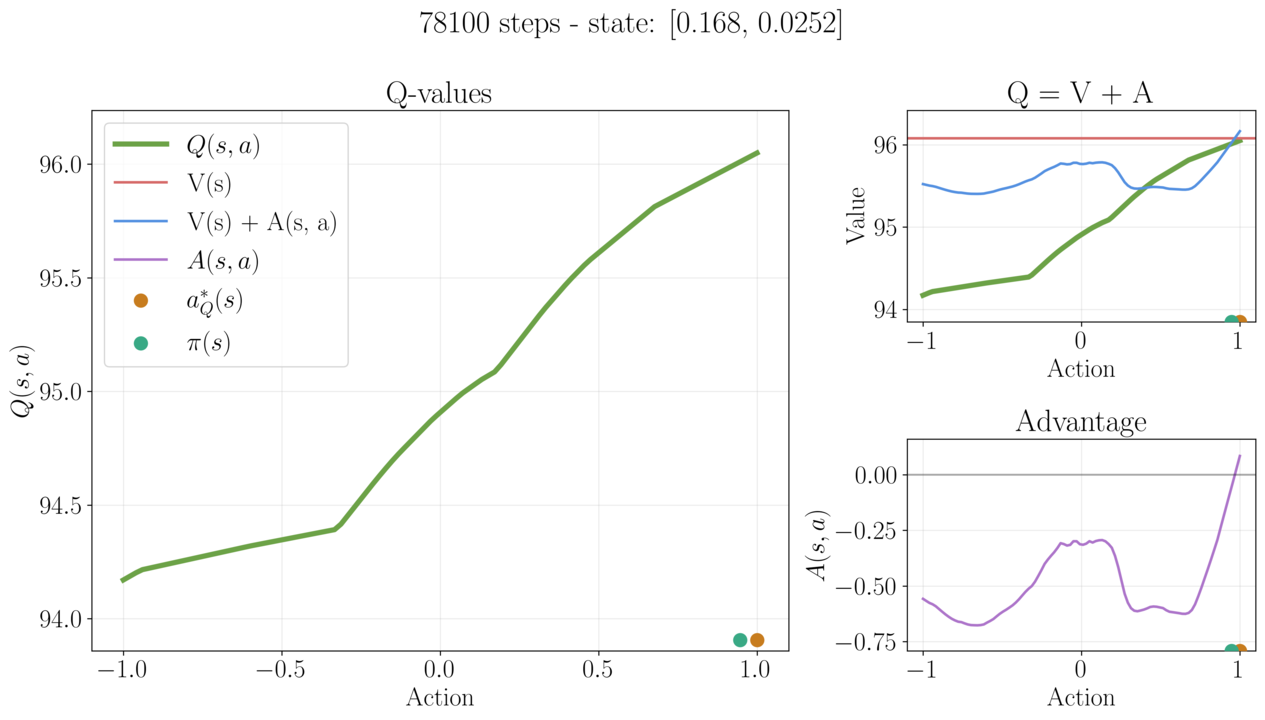 78100 steps - state: [0.168, 0.0252]
Q-values
Q(s, a)
V(s)
V(s) + A(s, a)
A(s, a)
a*Q(s)
π(s)
Q(s, a)
96.0
95.5
95.0
94.5
94.0
−1.0
−0.5
0.0
0.5
1.0
Action
Q = V + A
Value
96
95
94
−1
0
1
Action
Advantage
A(s, a)
0.00
−0.25
−0.50
−0.75
−1
0
1
Action